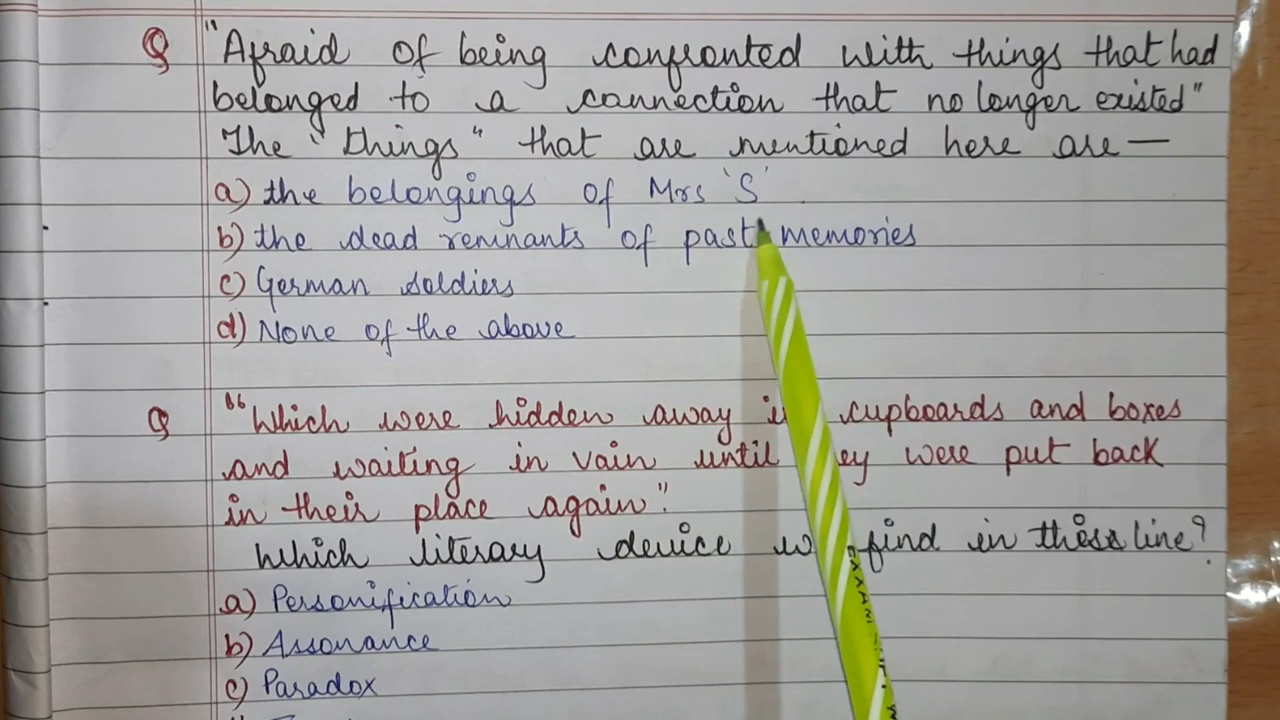 Q "Afraid of being confronted with things that had
belonged to a connection that no longer existed"
The "things" that are mentioned here are —
a) the belongings of Mrs 'S'
b) the dead remnants of past memories
c) German soldiers
d) None of the above
Q "Which were hidden away cupboards and boxes
and waiting in vain until ey were put back
in their place again."
Which literary device find in these line?
a) Personification
b) Assonance
c) Paradox
EXAM